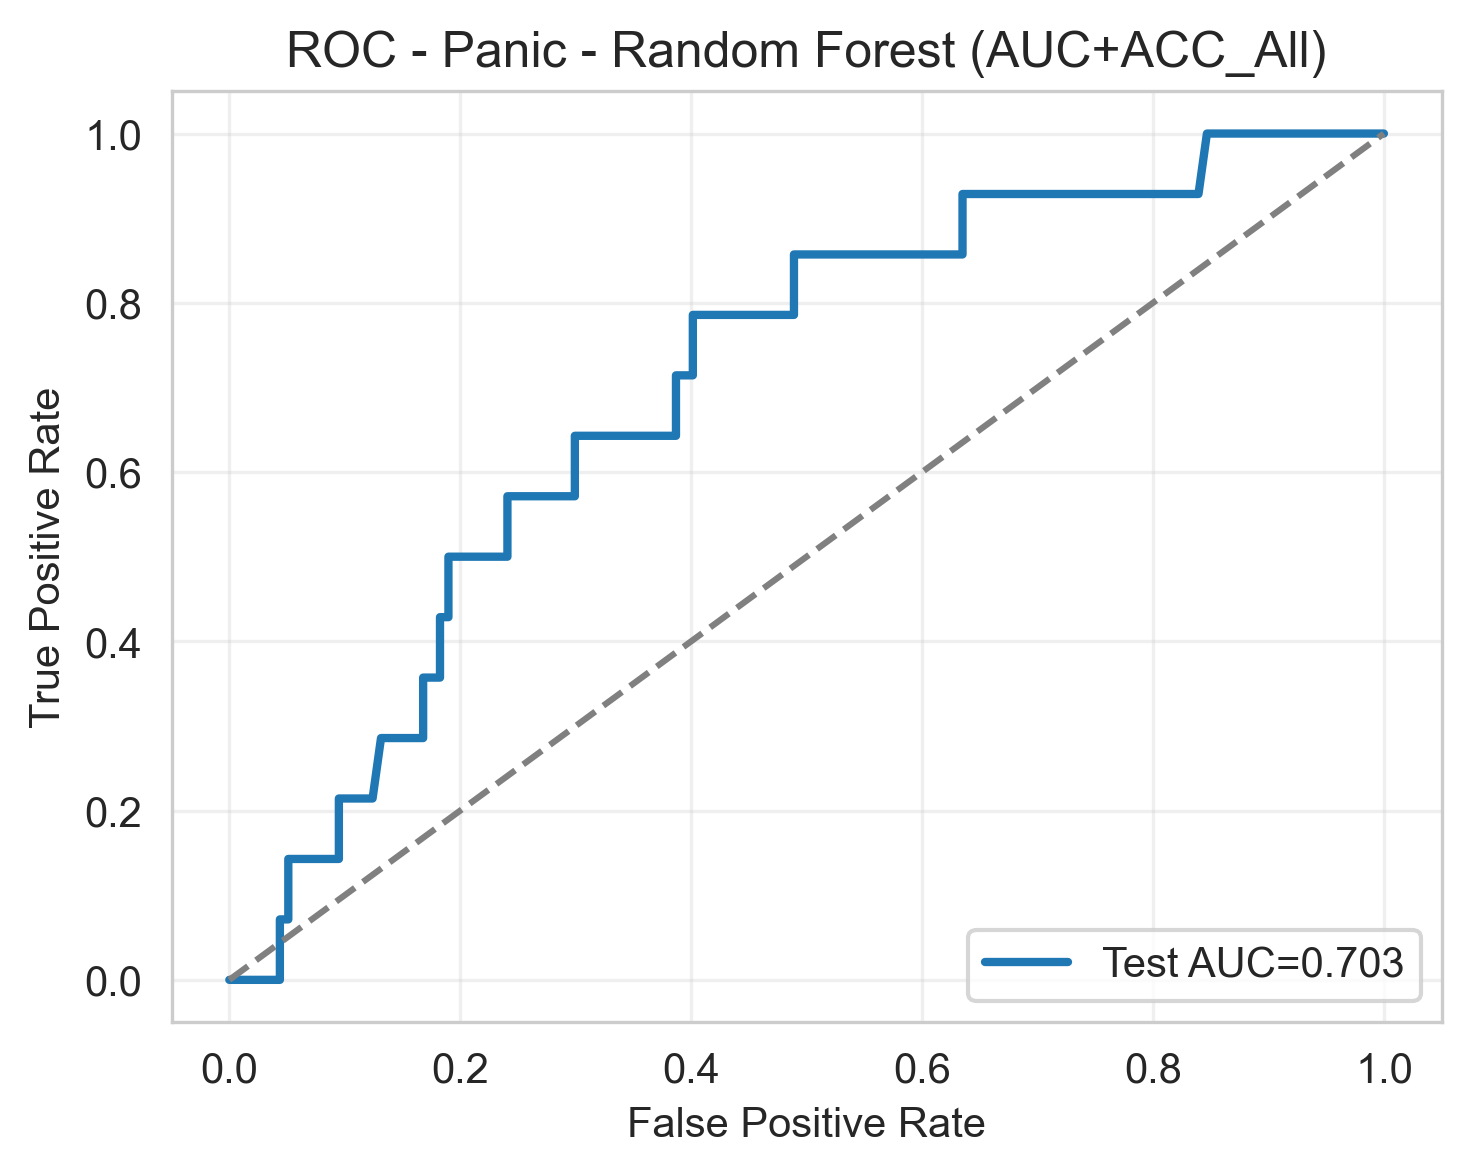 ROC - Panic - Random Forest (AUC+ACC_All)
1.0
0.8
0.6
0.4
0.2
0.0
True Positive Rate
Test AUC=0.703
0.0 0.2 0.4 0.6 0.8 1.0
False Positive Rate